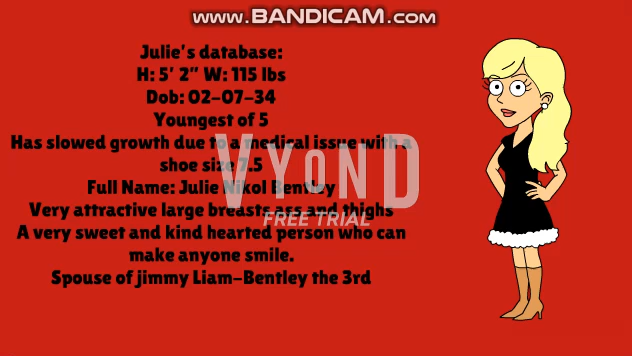 www.BANDICAM.com
Julie's database:
H: 5' 2" W: 115 lbs
Dob: 02-07-34
Youngest of 5
Has slowed growth due to a medical issue with a
shoe size 7.5
Full Name: Julie Nikol Bentley
Very attractive large breasts ass and thighs
A very sweet and kind hearted person who can
make anyone smile.
Spouse of jimmy Liam-Bentley the 3rd
VYOND
FREE TRIAL